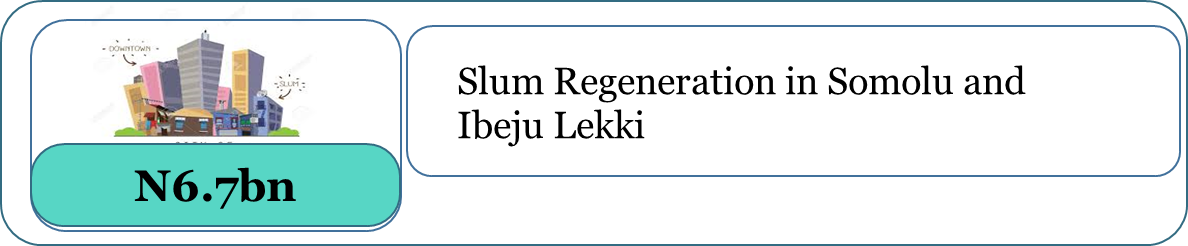 DOWNTOWN
SLUM
N6.7bn
Slum Regeneration in Somolu and
Ibeju Lekki